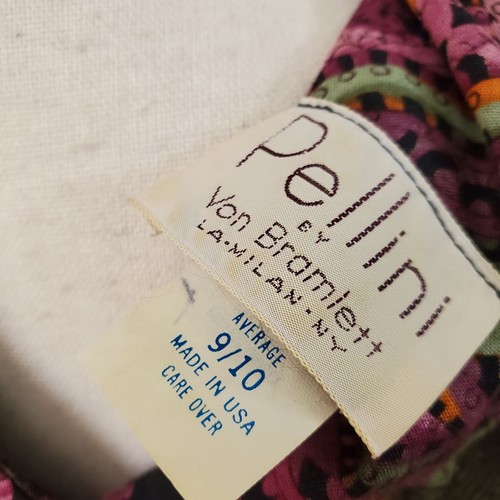 Pellini
BY
Von Bramlett
LA·MILAN·NY
AVERAGE
9/10
MADE IN USA
CARE OVER